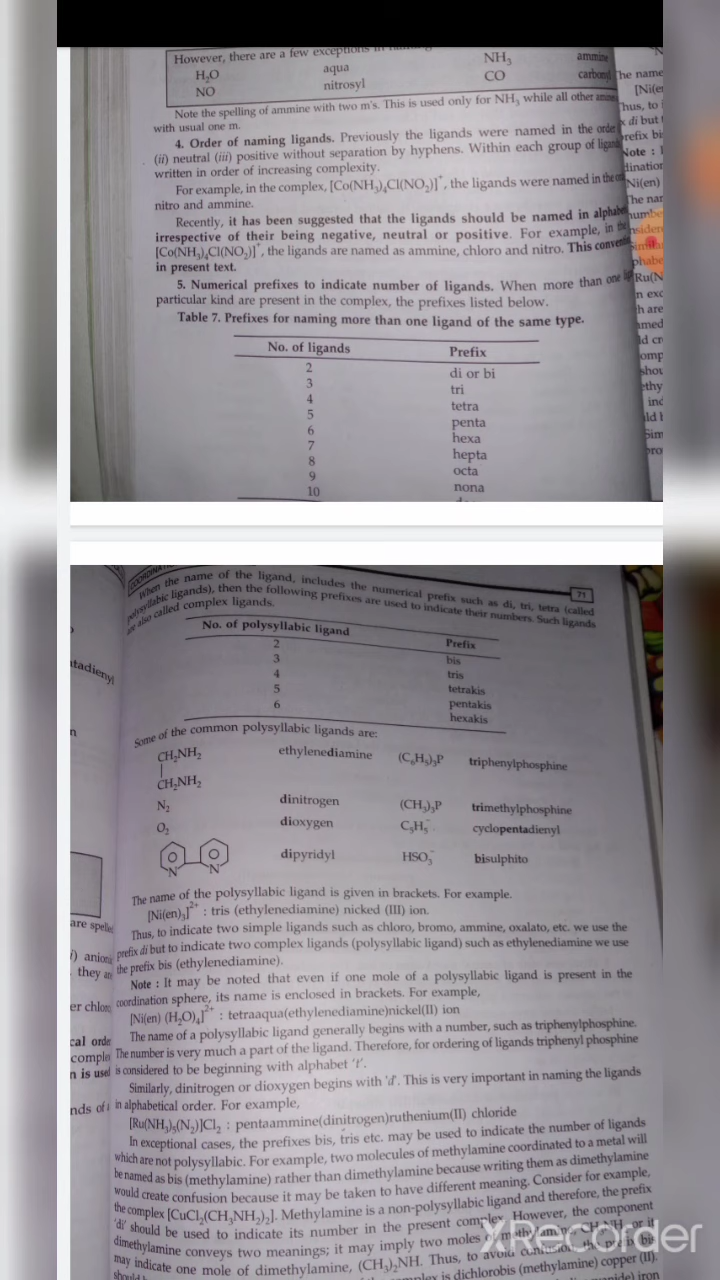 However, there are a few exceptions in
H₂O aqua NH₃ ammine
NO nitrosyl CO carbonyl
Note the spelling of ammine with two m's. This is used only for NH₃ while all other
with usual one m.
4. Order of naming ligands. Previously the ligands were named in the order
(ii) neutral (iii) positive without separation by hyphens. Within each group of
written in order of increasing complexity.
For example, in the complex, [Co(NH₃)₄Cl(NO₂)]⁺, the ligands were named in the
nitro and ammine.
Recently, it has been suggested that the ligands should be named in
irrespective of their being negative, neutral or positive. For example, in
[Co(NH₃)₄Cl(NO₂)]⁺, the ligands are named as ammine, chloro and nitro. This
in present text.
5. Numerical prefixes to indicate number of ligands. When more than one
particular kind are present in the complex, the prefixes listed below.
Table 7. Prefixes for naming more than one ligand of the same type.
No. of ligands Prefix
2 di or bi
3 tri
4 tetra
5 penta
6 hexa
7 hepta
8 octa
9 nona
10
The name
[Ni(e
Thus, to
di but
Note :
Ni(en)
71
When the name of the ligand, includes the numerical prefix such as di, tri, tetra (called
polysyllabic ligands), then the following prefixes are used to indicate their numbers. Such ligands
are also called complex ligands.
No. of polysyllabic ligand Prefix
2 bis
3 tris
4 tetrakis
5 pentakis
6 hexakis
Some of the common polysyllabic ligands are:
CH₂NH₂ ethylenediamine (C₆H₅)₃P triphenylphosphine
|
CH₂NH₂
N₂ dinitrogen (CH₃)₃P trimethylphosphine
O₂ dioxygen C₅H₅⁻ cyclopentadienyl
N N dipyridyl HSO₃⁻ bisulphito
The name of the polysyllabic ligand is given in brackets. For example.
[Ni(en)₃]²⁺ : tris (ethylenediamine) nicked (III) ion.
Thus, to indicate two simple ligands such as chloro, bromo, ammine, oxalato, etc. we use the
prefix di but to indicate two complex ligands (polysyllabic ligand) such as ethylenediamine we use
the prefix bis (ethylenediamine).
Note : It may be noted that even if one mole of a polysyllabic ligand is present in the
coordination sphere, its name is enclosed in brackets. For example,
[Ni(en) (H₂O)₄]²⁺ : tetraaqua(ethylenediamine)nickel(II) ion
The name of a polysyllabic ligand generally begins with a number, such as triphenylphosphine.
The number is very much a part of the ligand. Therefore, for ordering of ligands triphenyl phosphine
is considered to be beginning with alphabet 't'.
Similarly, dinitrogen or dioxygen begins with 'd'. This is very important in naming the ligands
in alphabetical order. For example,
[Ru(NH₃)₅(N₂)]Cl₂ : pentaammine(dinitrogen)ruthenium(II) chloride
In exceptional cases, the prefixes bis, tris etc. may be used to indicate the number of ligands
which are not polysyllabic. For example, two molecules of methylamine coordinated to a metal will
be named as bis (methylamine) rather than dimethylamine because writing them as dimethylamine
would create confusion because it may be taken to have different meaning. Consider for example,
the complex [CuCl₂(CH₃NH₂)₂]. Methylamine is a non-polysyllabic ligand and therefore, the prefix
'di' should be used to indicate its number in the present complex. However, the component
dimethylamine conveys two meanings; it may imply two moles of methylamine, CH₃NH₂ or it
may indicate one mole of dimethylamine, (CH₃)₂NH. Thus, to avoid confusion, the prefix bis
should complex is dichlorobis (methylamine) copper (II).
XRecorder